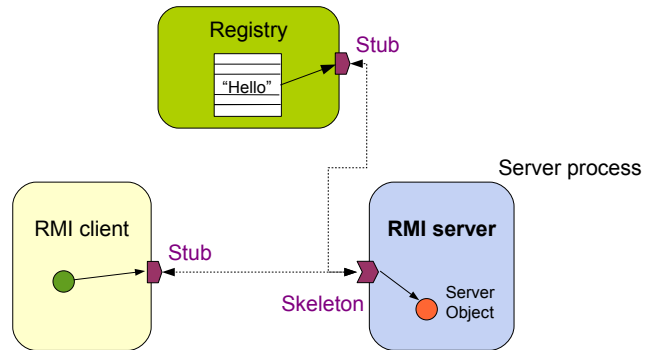 Registry
Stub
“Hello”
Server process
RMI client
RMI server
Stub
Skeleton
Server
Object